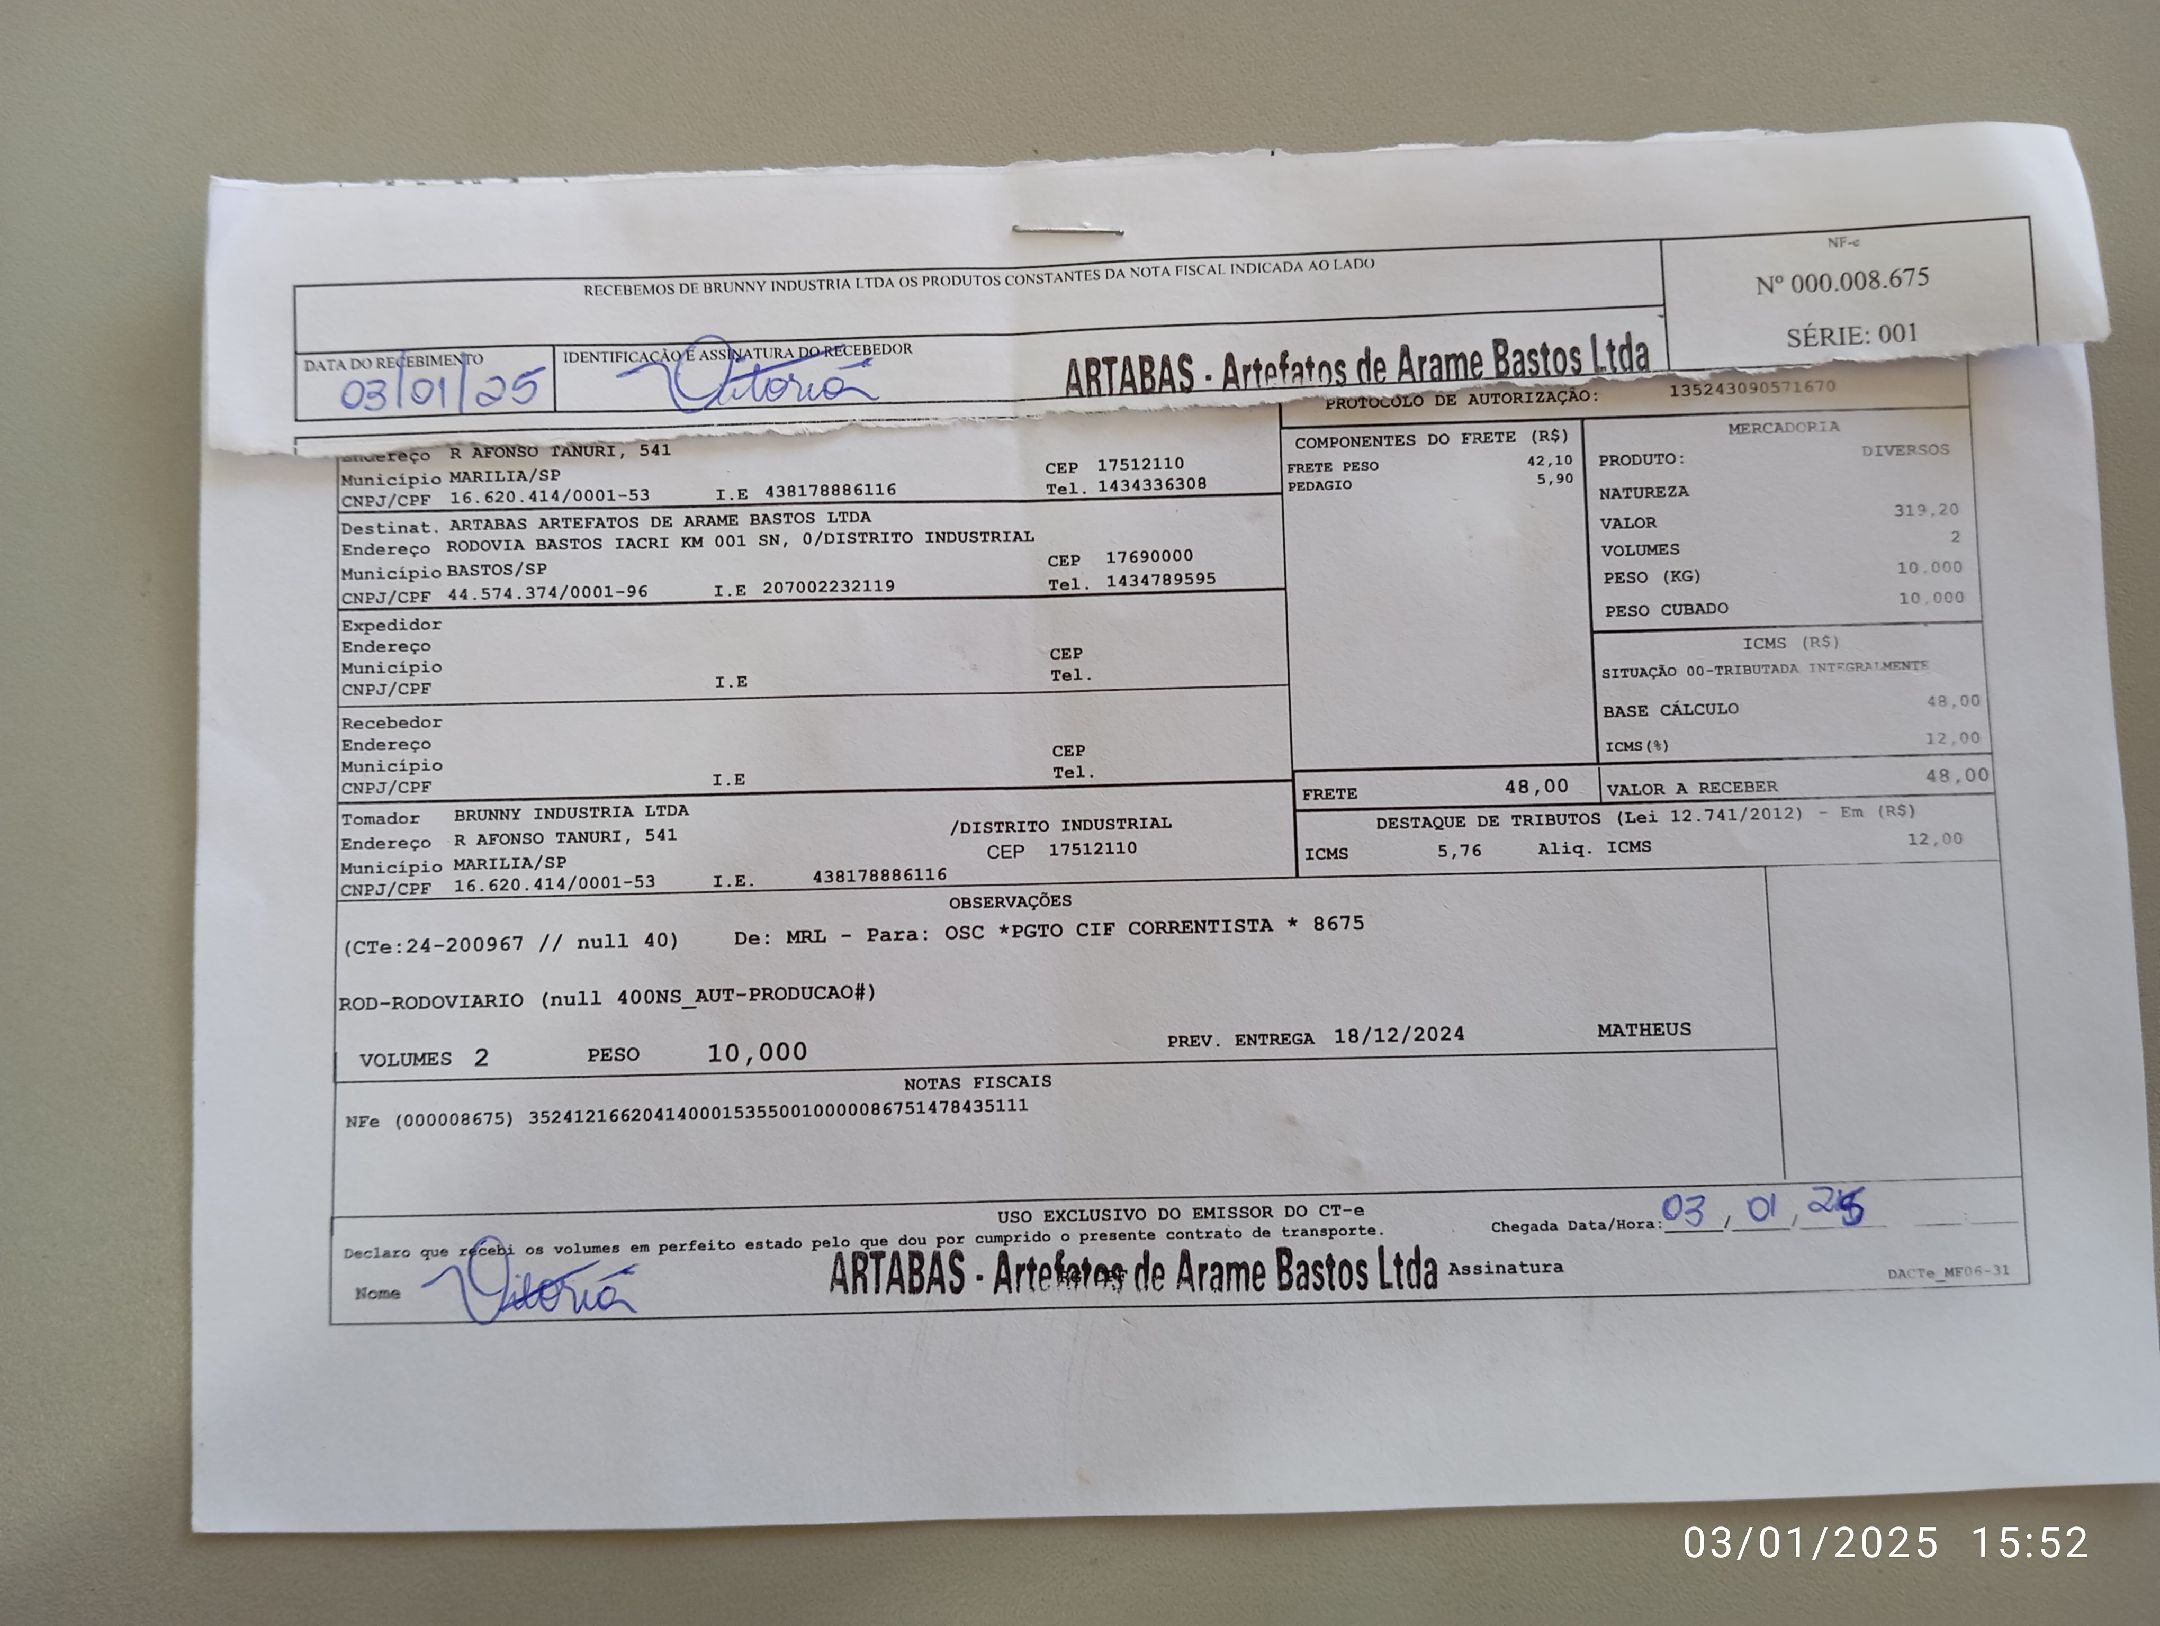 RECEBEMOS DE BRUNNY INDUSTRIA LTDA OS PRODUTOS CONSTANTES DA NOTA FISCAL INDICADA AO LADO
NF-e
Nº 000.008.675
SÉRIE: 001
DATA DO RECEBIMENTO
03/01/25
IDENTIFICAÇÃO E ASSINATURA DO RECEBEDOR
Vitoria
ARTABAS - Artefatos de Arame Bastos Ltda
PROTOCOLO DE AUTORIZAÇÃO: 135243090571670
Endereço R AFONSO TANURI, 541
Município MARILIA/SP CEP 17512110
CNPJ/CPF 16.620.414/0001-53 I.E 438178886116 Tel. 1434336308
Destinat. ARTABAS ARTEFATOS DE ARAME BASTOS LTDA
Endereço RODOVIA BASTOS IACRI KM 001 SN, 0/DISTRITO INDUSTRIAL
Município BASTOS/SP CEP 17690000
CNPJ/CPF 44.574.374/0001-96 I.E 207002232119 Tel. 1434789595
Expedidor
Endereço
Município CEP
CNPJ/CPF I.E Tel.
Recebedor
Endereço
Município CEP
CNPJ/CPF I.E Tel.
Tomador BRUNNY INDUSTRIA LTDA
Endereço R AFONSO TANURI, 541 /DISTRITO INDUSTRIAL
Município MARILIA/SP CEP 17512110
CNPJ/CPF 16.620.414/0001-53 I.E. 438178886116
COMPONENTES DO FRETE (R$)
FRETE PESO 42,10
PEDAGIO 5,90
MERCADORIA
PRODUTO: DIVERSOS
NATUREZA
VALOR 319,20
VOLUMES 2
PESO (KG) 10.000
PESO CUBADO 10,000
ICMS (R$)
SITUAÇÃO 00-TRIBUTADA INTEGRALMENTE
BASE CÁLCULO 48,00
ICMS(%) 12,00
FRETE 48,00 VALOR A RECEBER 48,00
DESTAQUE DE TRIBUTOS (Lei 12.741/2012) - Em (R$)
ICMS 5,76 Aliq. ICMS 12,00
OBSERVAÇÕES
(CTe:24-200967 // null 40) De: MRL - Para: OSC *PGTO CIF CORRENTISTA * 8675
ROD-RODOVIARIO (null 400NS_AUT-PRODUCAO#)
VOLUMES 2 PESO 10,000 PREV. ENTREGA 18/12/2024 MATHEUS
NOTAS FISCAIS
NFe (000008675) 35241216620414000153550010000086751478435111
USO EXCLUSIVO DO EMISSOR DO CT-e
Declaro que recebi os volumes em perfeito estado pelo que dou por cumprido o presente contrato de transporte.
Chegada Data/Hora: 03/01/25 :
Nome Vitoria
ARTABAS - Artefatos de Arame Bastos Ltda
Assinatura
DACTe_MF06-31
03/01/2025 15:52